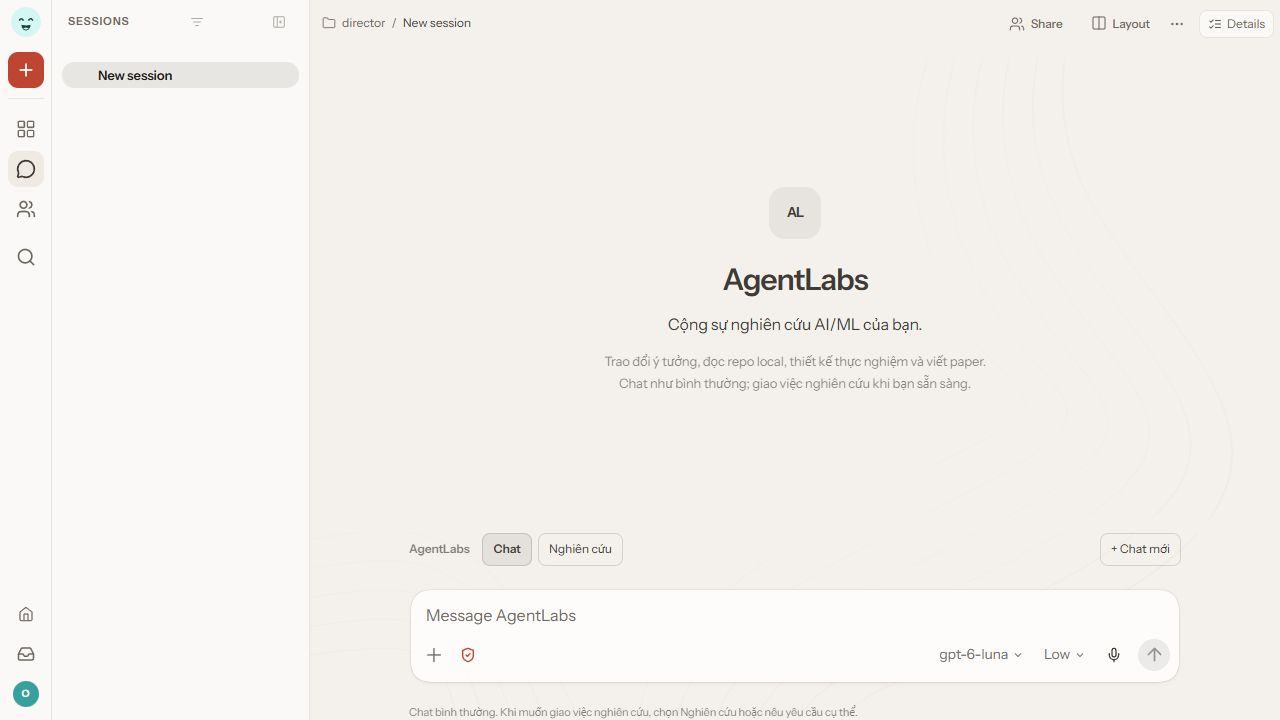 SESSIONS
New session
director / New session
Share
Layout
Details
AL
AgentLabs
Cộng sự nghiên cứu AI/ML của bạn.
Trao đổi ý tưởng, đọc repo local, thiết kế thực nghiệm và viết paper.
Chat như bình thường; giao việc nghiên cứu khi bạn sẵn sàng.
AgentLabs
Chat
Nghiên cứu
+ Chat mới
Message AgentLabs
gpt-6-luna
Low
O
Chat bình thường. Khi muốn giao việc nghiên cứu, chọn Nghiên cứu hoặc nêu yêu cầu cụ thể.